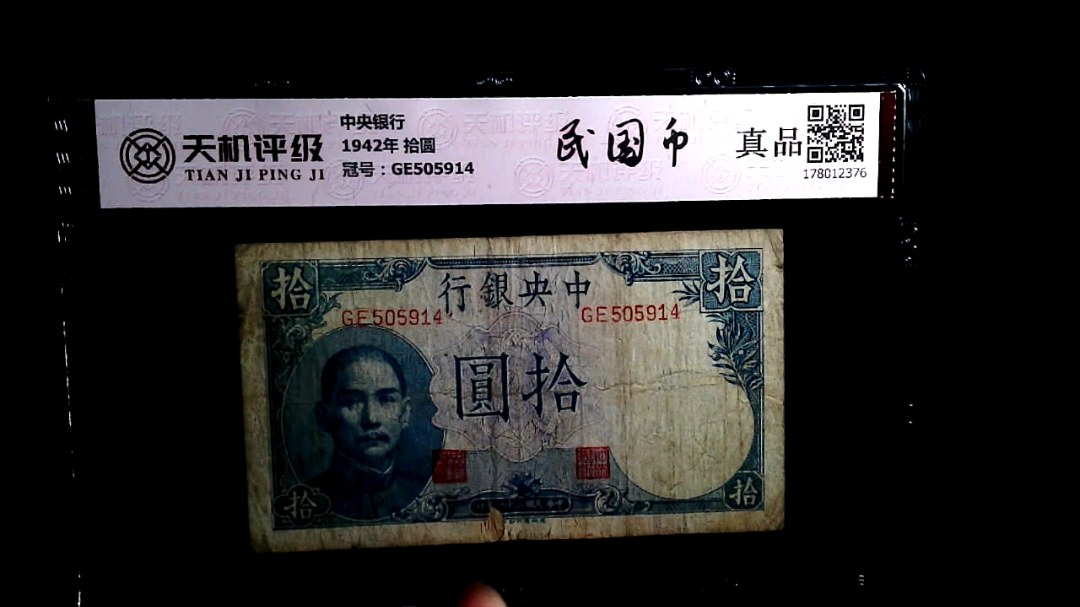 天机评级
TIAN JI PING JI
中央银行
1942年 拾圆
冠号：GE505914
民国币
真品
178012376
拾
行銀央中
拾
GE505914
GE505914
圓拾
拾
拾